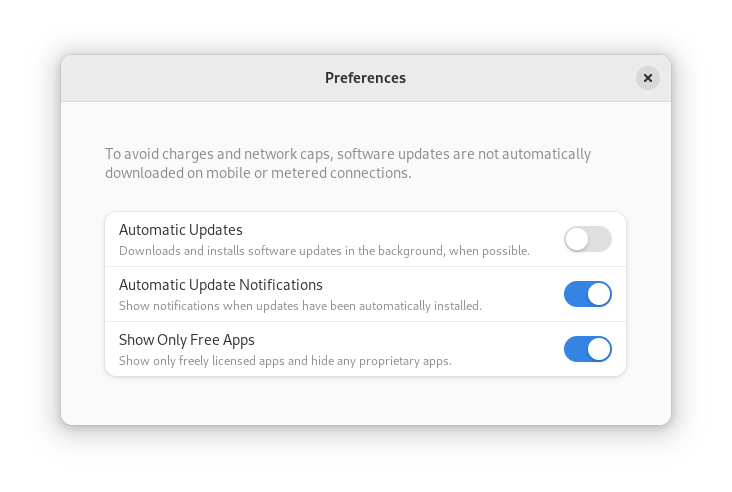 Preferences
To avoid charges and network caps, software updates are not automatically
downloaded on mobile or metered connections.
Automatic Updates
Downloads and installs software updates in the background, when possible.
Automatic Update Notifications
Show notifications when updates have been automatically installed.
Show Only Free Apps
Show only freely licensed apps and hide any proprietary apps.